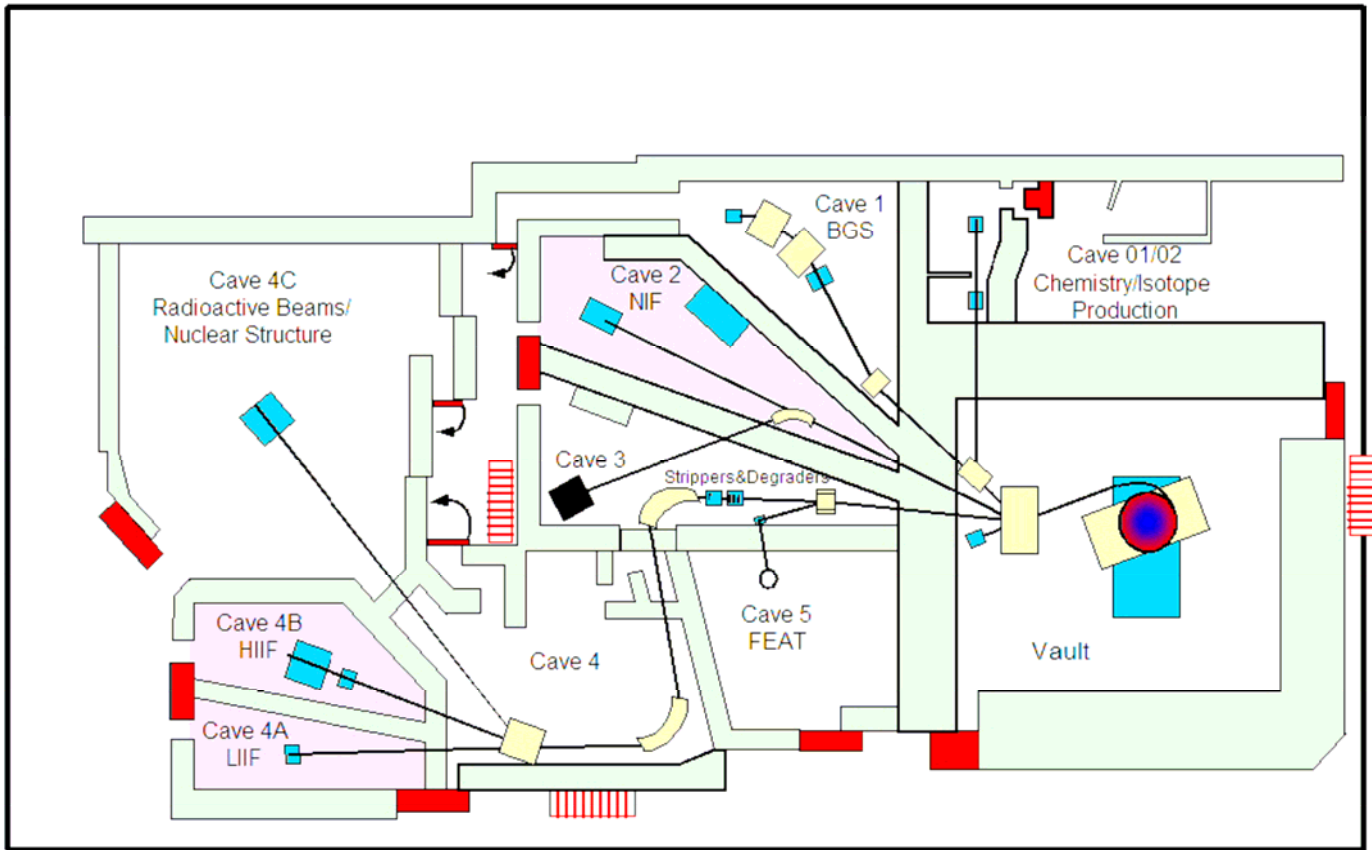 Cave 1
BGS
Cave 01/02
Chemistry/Isotope
Production
Cave 2
NIF
Cave 4C
Radioactive Beams/
Nuclear Structure
Cave 3
Strippers&Degraders
Cave 4B
HIIF
Cave 4
Cave 5
FEAT
Vault
Cave 4A
LIIF